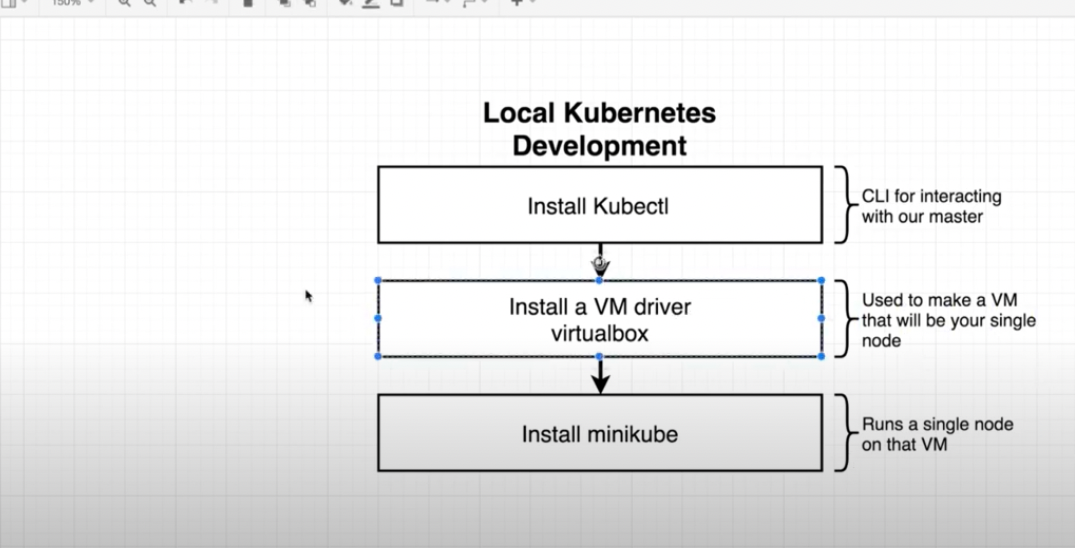 150%
Local Kubernetes
Development
Install Kubectl
CLI for interacting
with our master
Install a VM driver
virtualbox
Used to make a VM
that will be your single
node
Install minikube
Runs a single node
on that VM